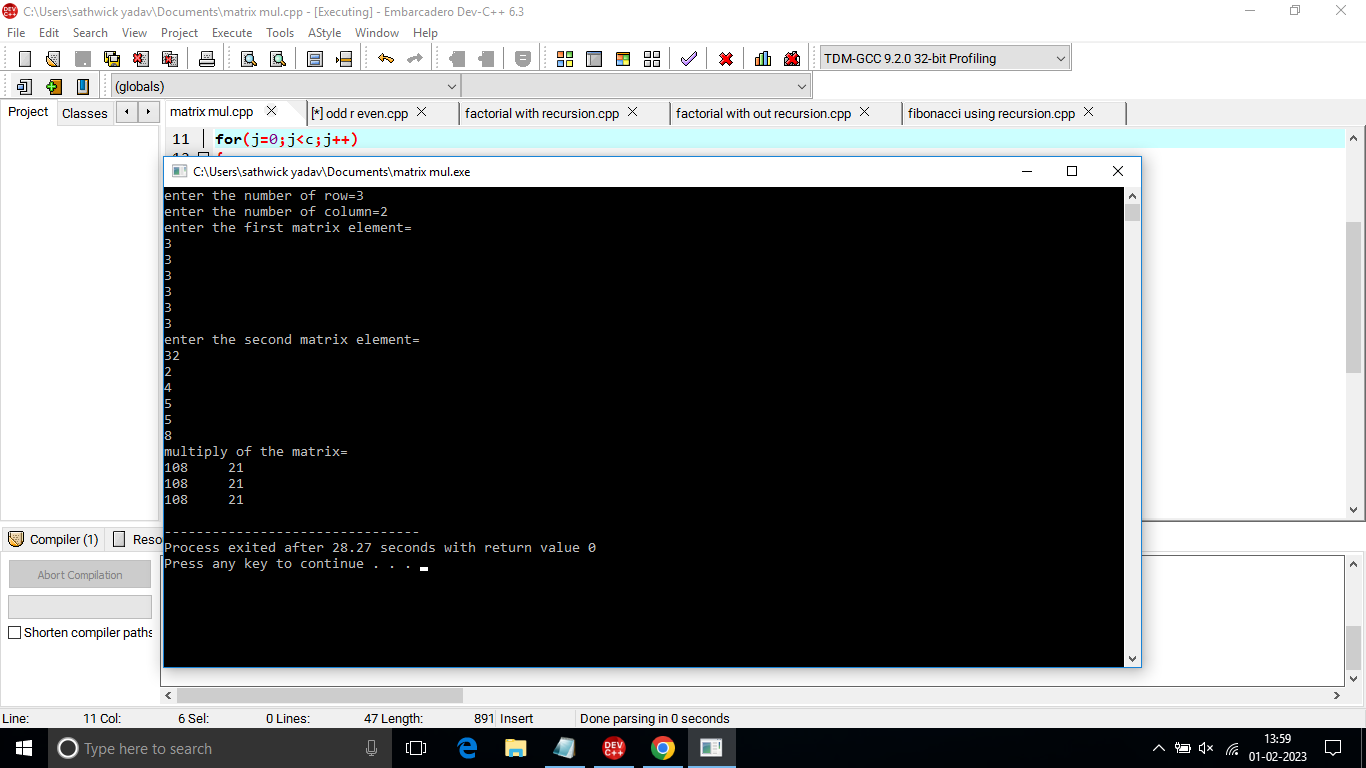 C:\Users\sathwick yadav\Documents\matrix mul.cpp - [Executing] - Embarcadero Dev-C++ 6.3
File Edit Search View Project Execute Tools AStyle Window Help
TDM-GCC 9.2.0 32-bit Profiling
(globals)
Project Classes matrix mul.cpp [*] odd r even.cpp factorial with recursion.cpp factorial with out recursion.cpp fibonacci using recursion.cpp
11 for(j=0;j<c;j++)
C:\Users\sathwick yadav\Documents\matrix mul.exe
enter the number of row=3
enter the number of column=2
enter the first matrix element=
3
3
3
3
3
3
enter the second matrix element=
32
2
4
5
5
8
multiply of the matrix=
108 21
108 21
108 21
--------------------------------
Process exited after 28.27 seconds with return value 0
Press any key to continue . . .
Compiler (1) Reso
Abort Compilation
Shorten compiler paths
Line: 11 Col: 6 Sel: 0 Lines: 47 Length: 891 Insert Done parsing in 0 seconds
Type here to search
DEV C++
13:59
01-02-2023